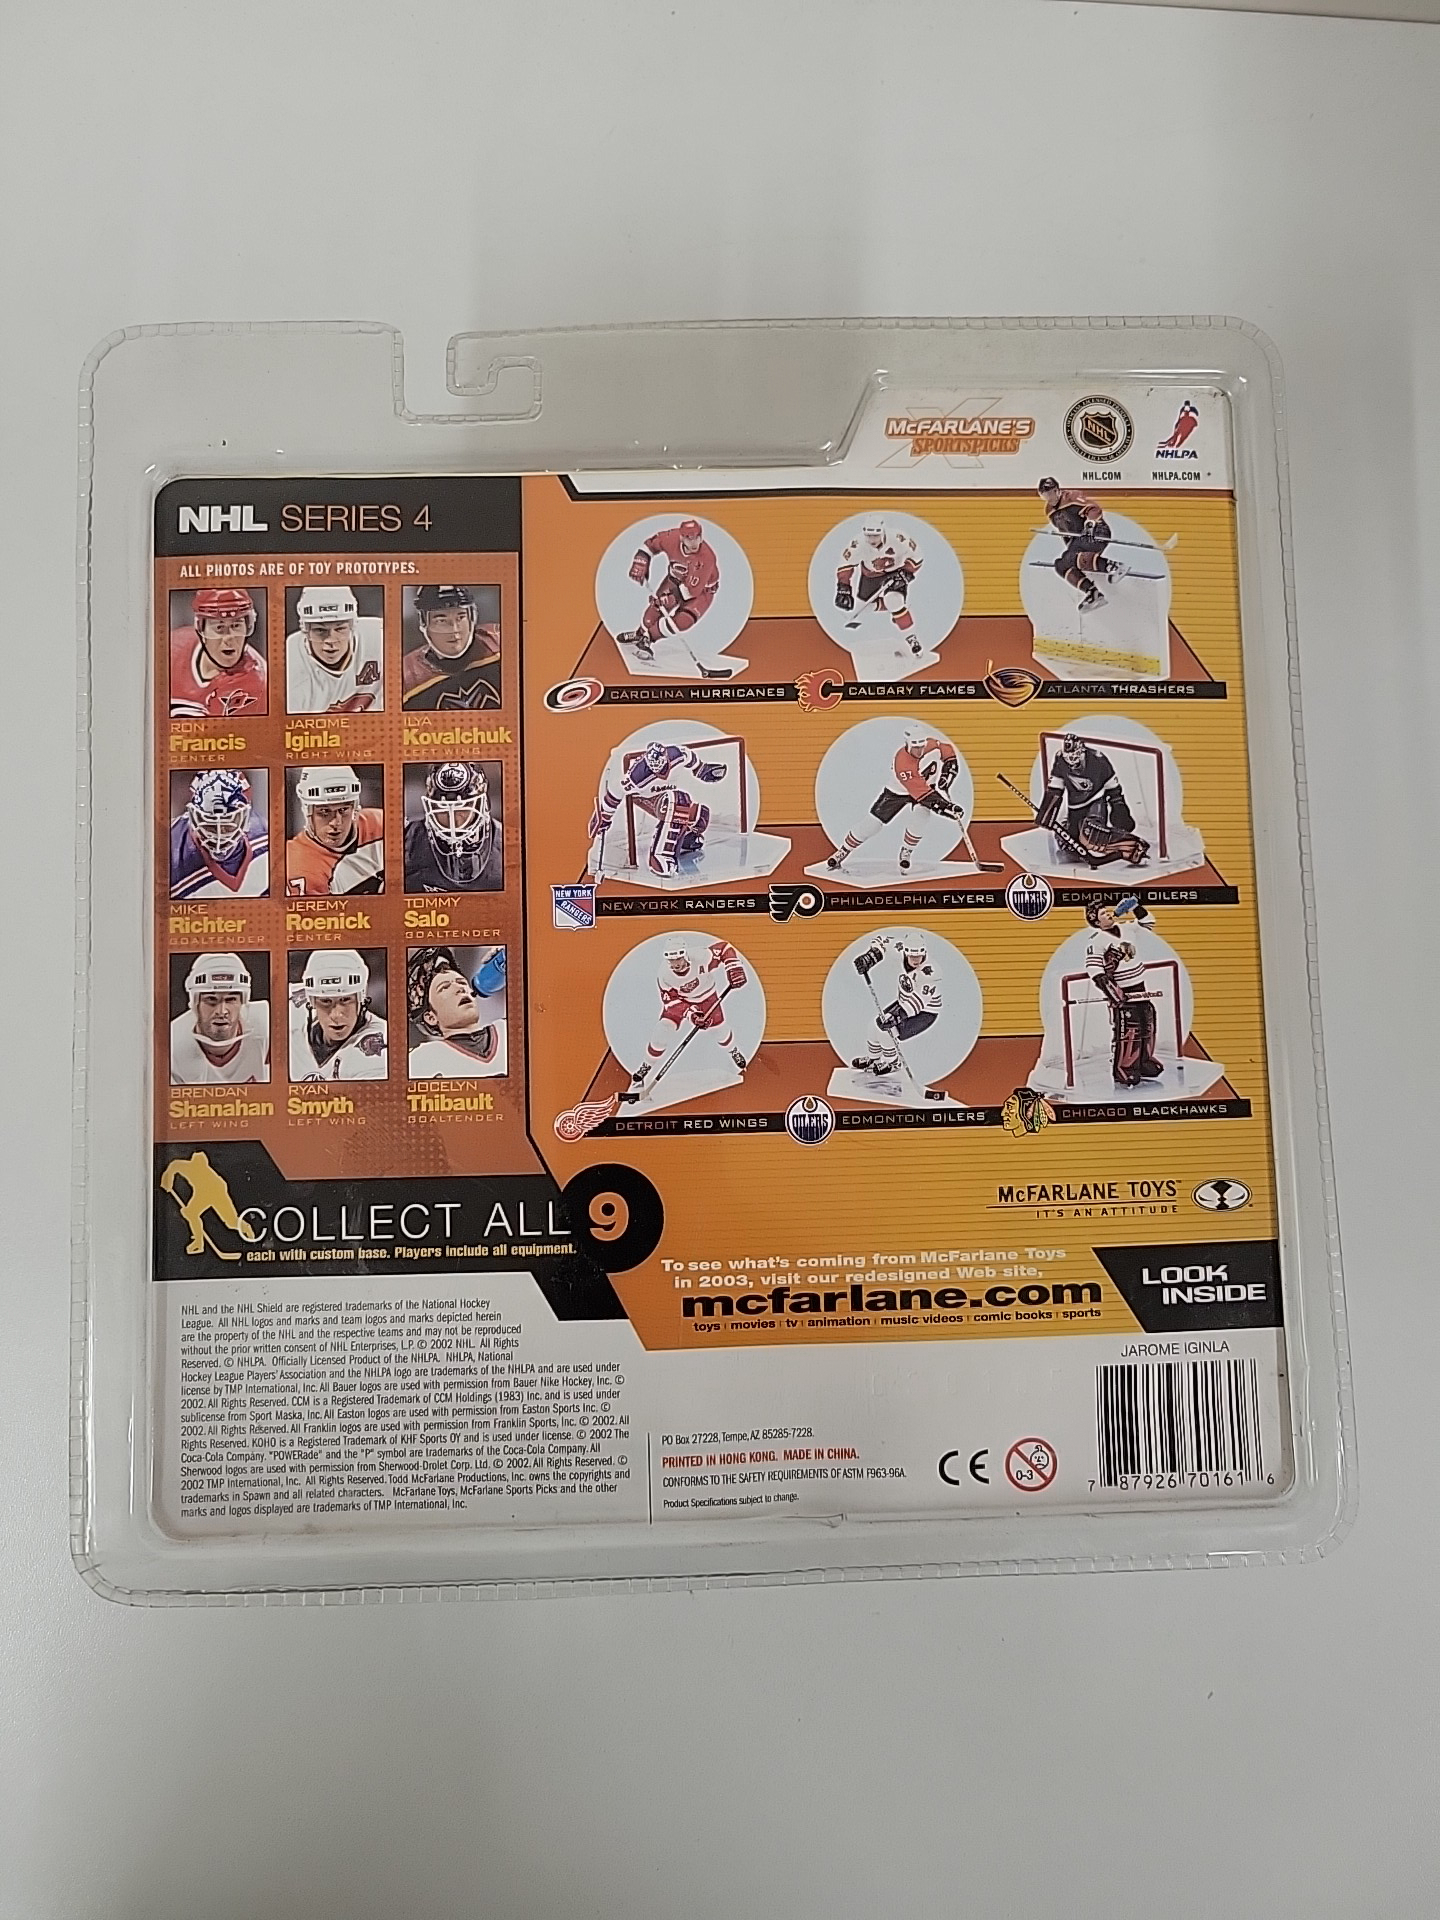 McFARLANE'S
SPORTSPICKS
NHL
NHLPA
NHL.COM
NHLPA.COM
NHL SERIES 4
ALL PHOTOS ARE OF TOY PROTOTYPES.
RON
Francis
CENTER
JAROME
Iginla
RIGHT WING
ILYA
Kovalchuk
LEFT WING
MIKE
Richter
GOALTENDER
JEREMY
Roenick
CENTER
TOMMY
Salo
GOALTENDER
BRENDAN
Shanahan
LEFT WING
RYAN
Smyth
LEFT WING
JOCELYN
Thibault
GOALTENDER
CAROLINA HURRICANES
CALGARY FLAMES
ATLANTA THRASHERS
97
NEW YORK
RANGERS
NEW YORK RANGERS
PHILADELPHIA FLYERS
OILERS
EDMONTON OILERS
94
DETROIT RED WINGS
OILERS
EDMONTON OILERS
CHICAGO BLACKHAWKS
COLLECT ALL 9
each with custom base. Players include all equipment.
McFARLANE TOYS™
IT'S AN ATTITUDE
To see what's coming from McFarlane Toys
in 2003, visit our redesigned Web site,
mcfarlane.com
toys | movies | tv | animation | music videos | comic books | sports
LOOK
INSIDE
NHL and the NHL Shield are registered trademarks of the National Hockey
League. All NHL logos and marks and team logos and marks depicted herein
are the property of the NHL and the respective teams and may not be reproduced
without the prior written consent of NHL Enterprises, L.P. © 2002 NHL. All Rights
Reserved. © NHLPA. Officially Licensed Product of the NHLPA. NHLPA, National
Hockey League Players' Association and the NHLPA logo are trademarks of the NHLPA and are used under
license by TMP International, Inc. All Bauer logos are used with permission from Bauer Nike Hockey, Inc. ©
2002. All Rights Reserved. CCM is a Registered Trademark of CCM Holdings (1983) Inc. and is used under
sublicense from Sport Maska, Inc. All Easton logos are used with permission from Easton Sports Inc. ©
2002. All Rights Reserved. All Franklin logos are used with permission from Franklin Sports, Inc. © 2002. All
Rights Reserved. KOHO is a Registered Trademark of KHF Sports OY and is used under license. © 2002 The
Coca-Cola Company. "POWERade" and the "P" symbol are trademarks of the Coca-Cola Company. All
Sherwood logos are used with permission from Sherwood-Drolet Corp. Ltd. © 2002. All Rights Reserved. ©
2002 TMP International, Inc. All Rights Reserved. Todd McFarlane Productions, Inc. owns the copyrights and
trademarks in Spawn and all related characters. McFarlane Toys, McFarlane Sports Picks and the other
marks and logos displayed are trademarks of TMP International, Inc.
PO Box 27228, Tempe, AZ 85285-7228.
PRINTED IN HONG KONG. MADE IN CHINA.
CONFORMS TO THE SAFETY REQUIREMENTS OF ASTM F963-96A.
Product Specifications subject to change.
CE
0-3
JAROME IGINLA
7 87926 70161 6